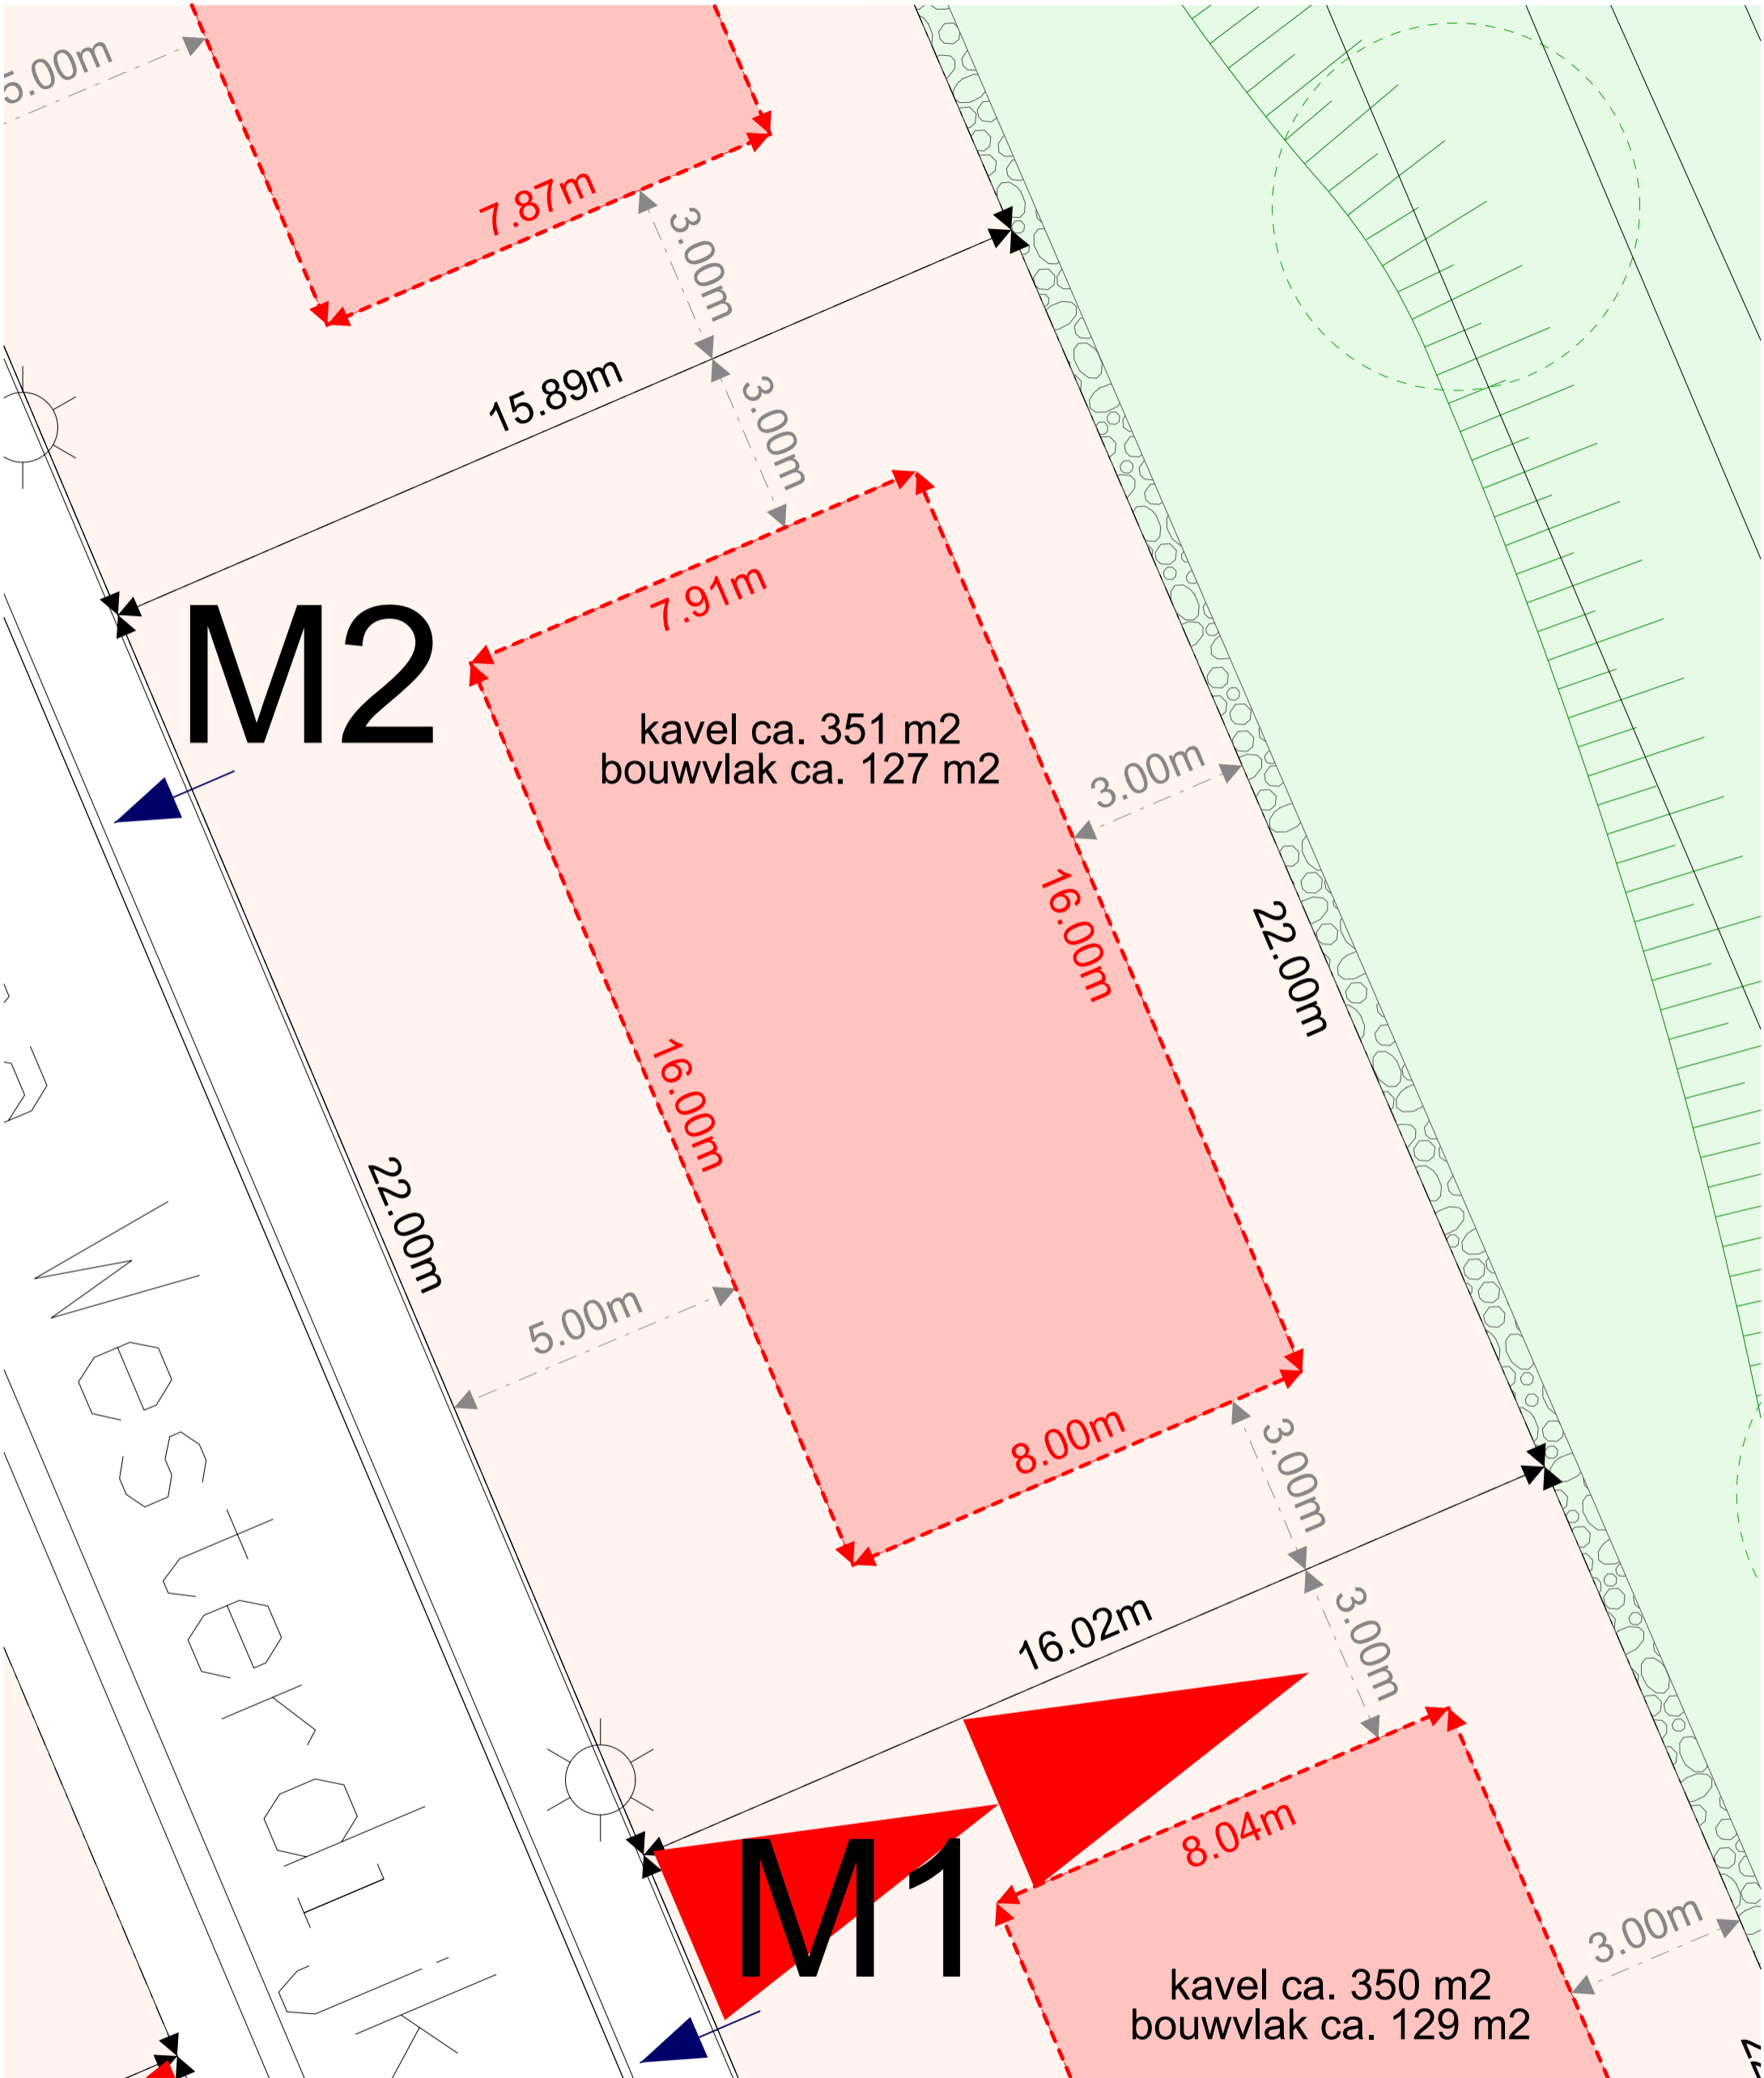 5.00m
7.87m
3.00m
15.89m
3.00m
M2
7.91m
kavel ca. 351 m2
bouwvlak ca. 127 m2
3.00m
16.00m
22.00m
16.00m
22.00m
5.00m
8.00m
3.00m
16.02m
3.00m
Westerdijk
M1
8.04m
3.00m
kavel ca. 350 m2
bouwvlak ca. 129 m2